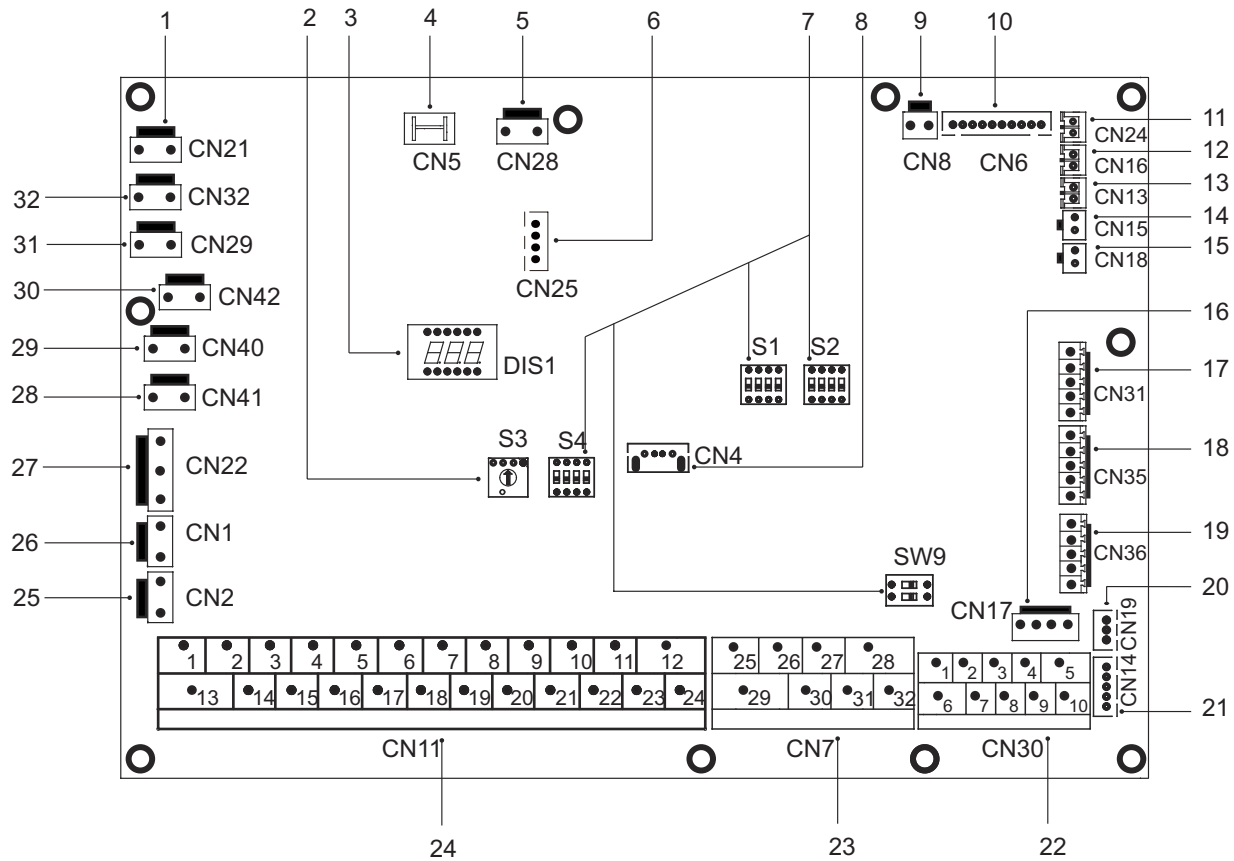 1 2 3 4 5 6 7 8 9 10
CN21
CN5
CN28
CN8
CN6
CN24
11
CN16
12
32
CN32
CN13
13
CN15
14
31
CN29
CN18
15
CN25
30
CN42
16
29
CN40
DIS1
S1
S2
CN31
17
28
CN41
S3
S4
CN4
27
CN22
CN35
18
26
CN1
SW9
CN36
19
25
CN2
CN17
CN19
20
1 2 3 4 5 6 7 8 9 10 11 12
25 26 27 28
1 2 3 4 5
13 14 15 16 17 18 19 20 21 22 23 24
29 30 31 32
6 7 8 9 10
CN14
21
CN11
CN7
CN30
24
23
22